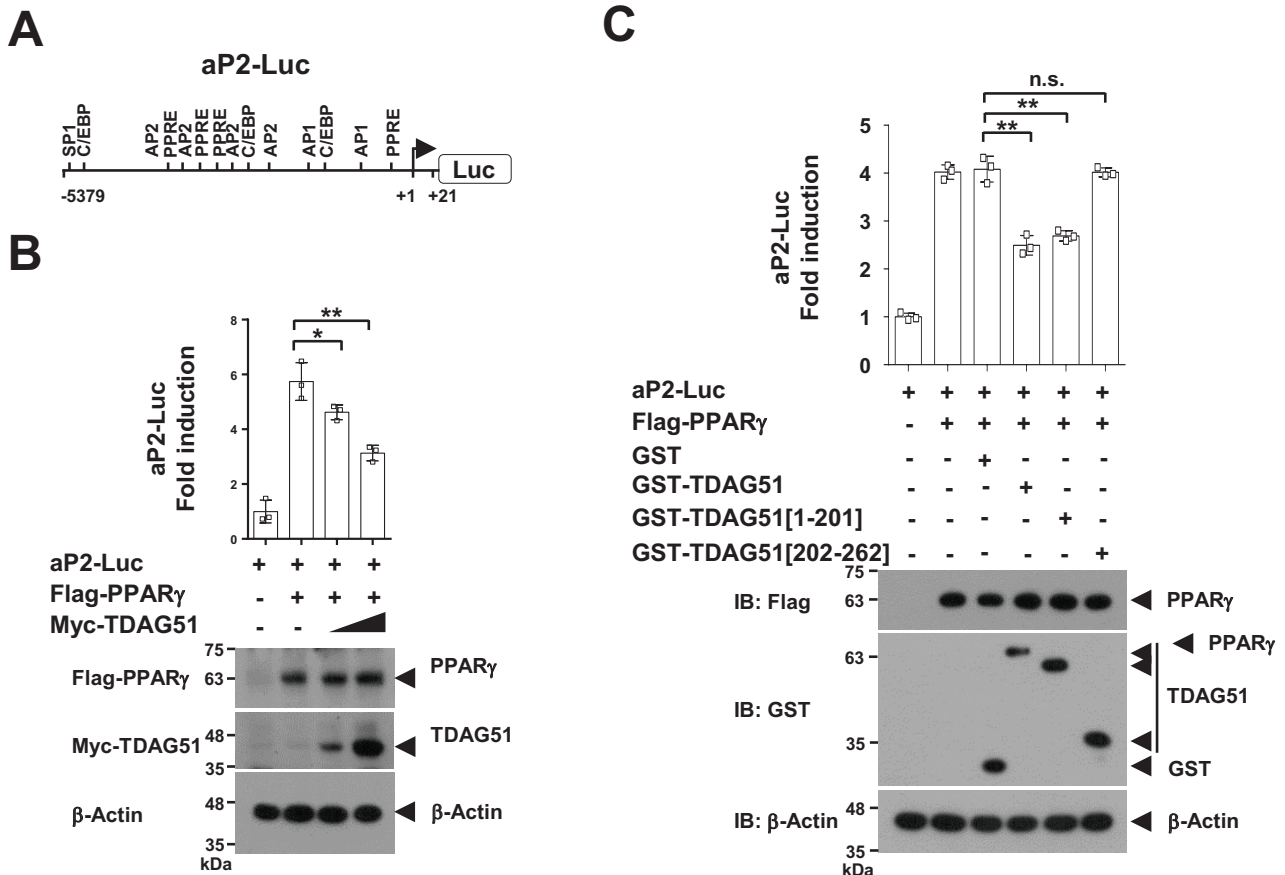 A
aP2-Luc
SP1
C/EBP
AP2
PPRE
AP2
PPRE
PPRE
AP2
C/EBP
AP2
AP1
C/EBP
AP1
PPRE
Luc
-5379
+1
+21
B
aP2-Luc
Fold induction
8
6
4
2
0
**
*
aP2-Luc + + + +
Flag-PPARγ - + + +
Myc-TDAG51 - -
75
63
Flag-PPARγ
PPARγ
48
35
Myc-TDAG51
TDAG51
48
35
β-Actin
β-Actin
kDa
C
n.s.
**
**
aP2-Luc
Fold induction
5
4
3
2
1
0
aP2-Luc + + + + + +
Flag-PPARγ - + + + + +
GST - - + - - -
GST-TDAG51 - - - + - -
GST-TDAG51[1-201] - - - - + -
GST-TDAG51[202-262] - - - - - +
75
63
IB: Flag
PPARγ
63
35
IB: GST
PPARγ
TDAG51
GST
48
35
IB: β-Actin
β-Actin
kDa